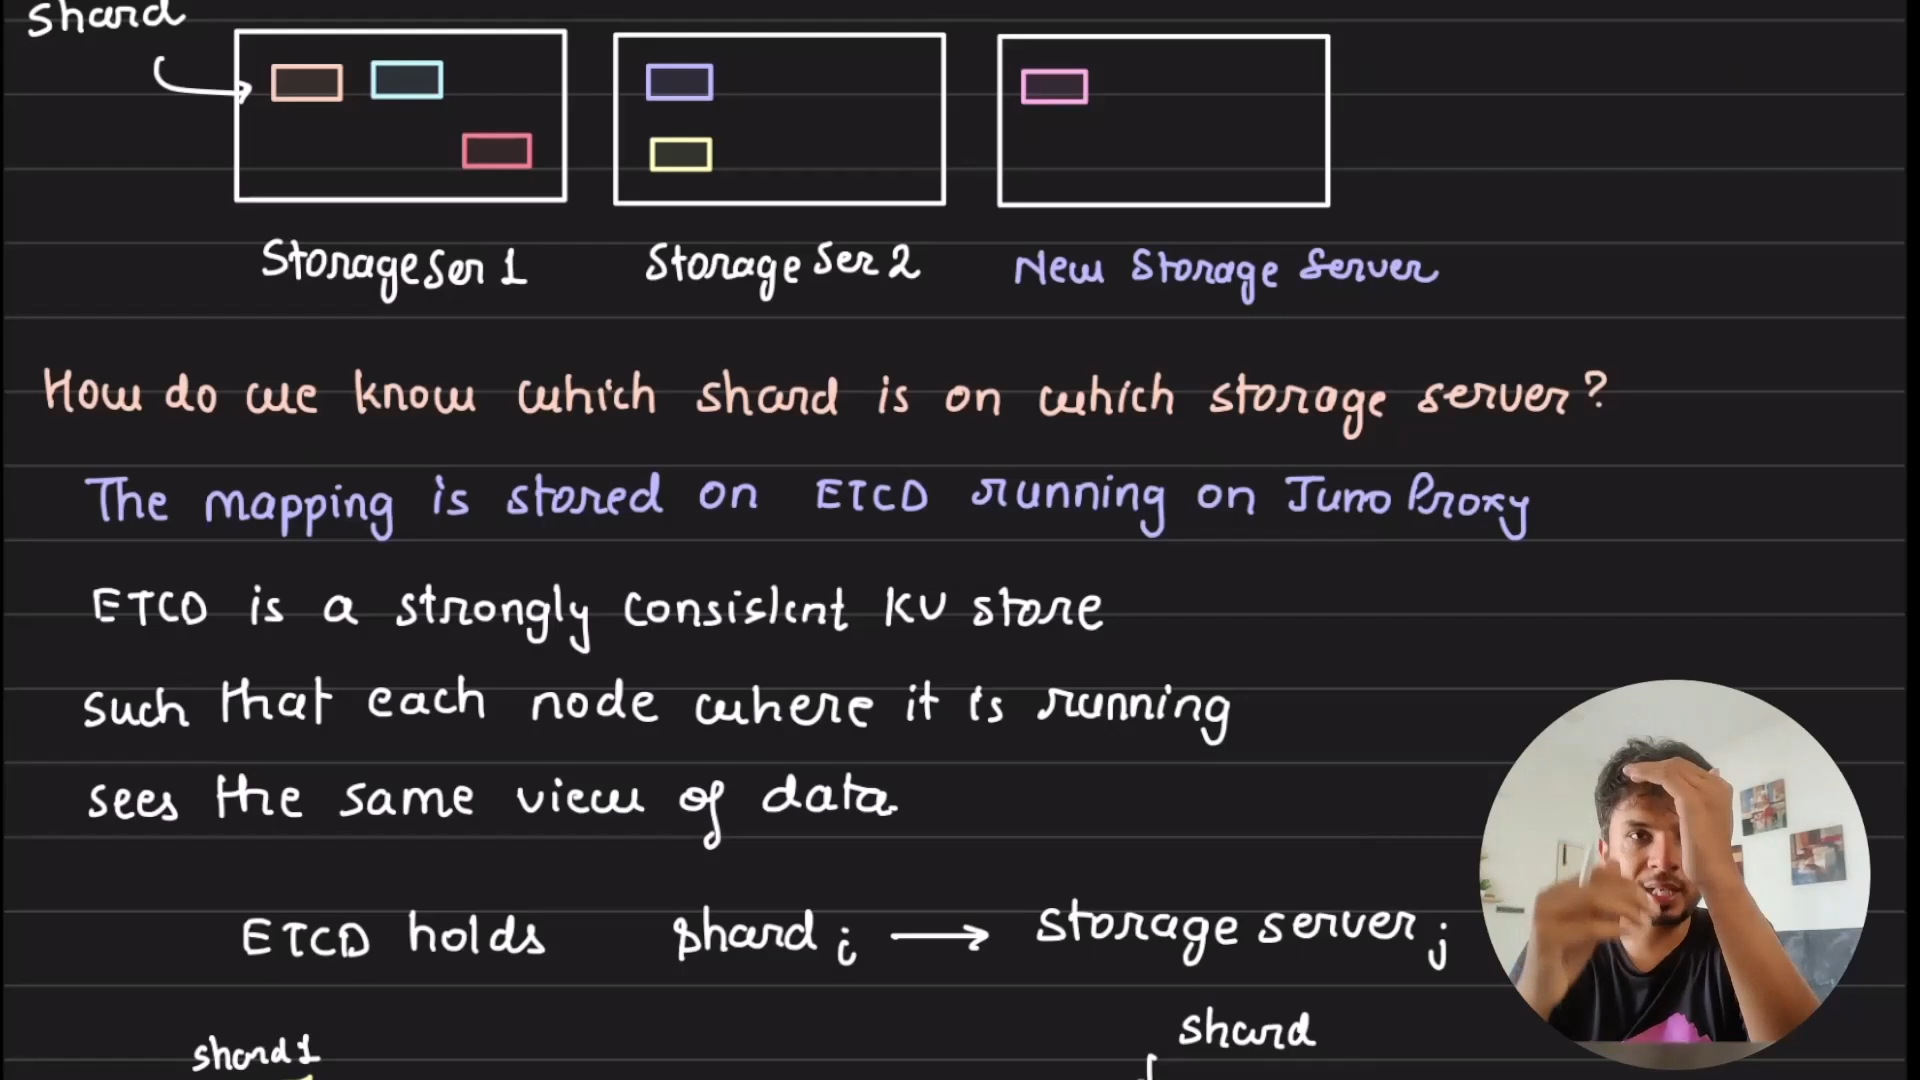 Shard
Storage Ser 1
Storage Ser 2
New Storage Server
How do we know which shard is on which storage server?
The mapping is stored on ETCD running on Juno Proxy
ETCD is a strongly consistent KV store
such that each node where it is running
sees the same view of data.
ETCD holds shard i → storage server j
shard
shard 1